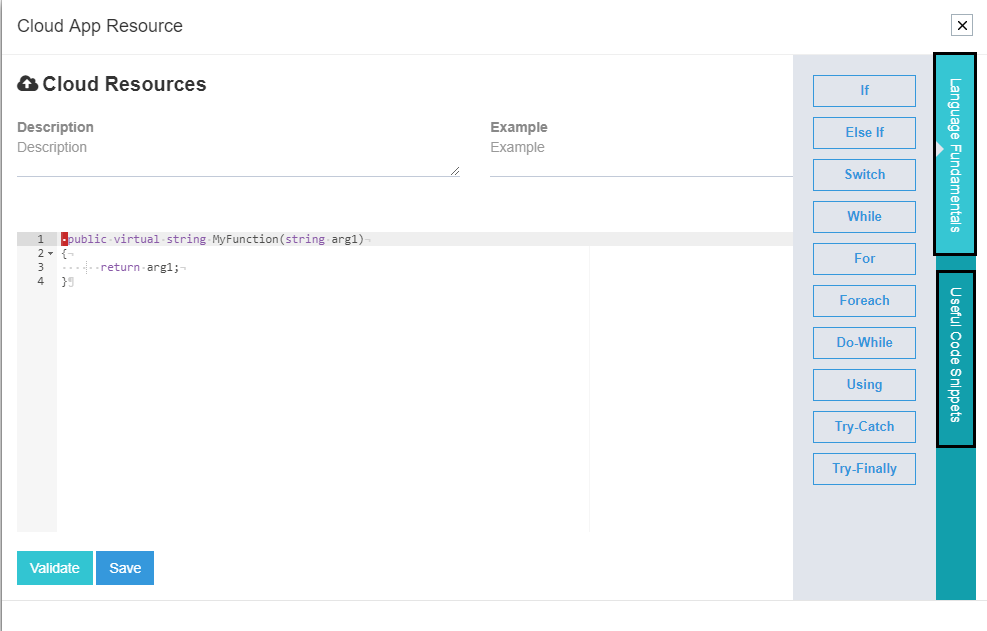 Cloud App Resource
Cloud Resources
Description
Description
Example
Example
1 public virtual string MyFunction(string arg1)
2 {
3 return arg1;
4 }
Validate
Save
If
Else If
Switch
While
For
Foreach
Do-While
Using
Try-Catch
Try-Finally
Language Fundamentals
Useful Code Snippets